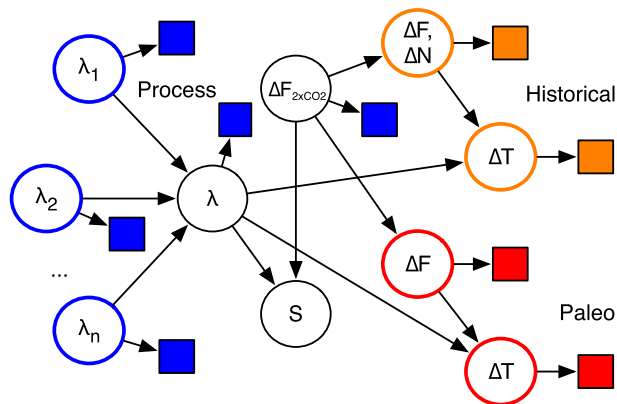 ΔF,
ΔN
λ₁
Process
ΔF₂ₓCO2
Historical
ΔT
λ₂
λ
ΔF
...
S
Paleo
λₙ
ΔT